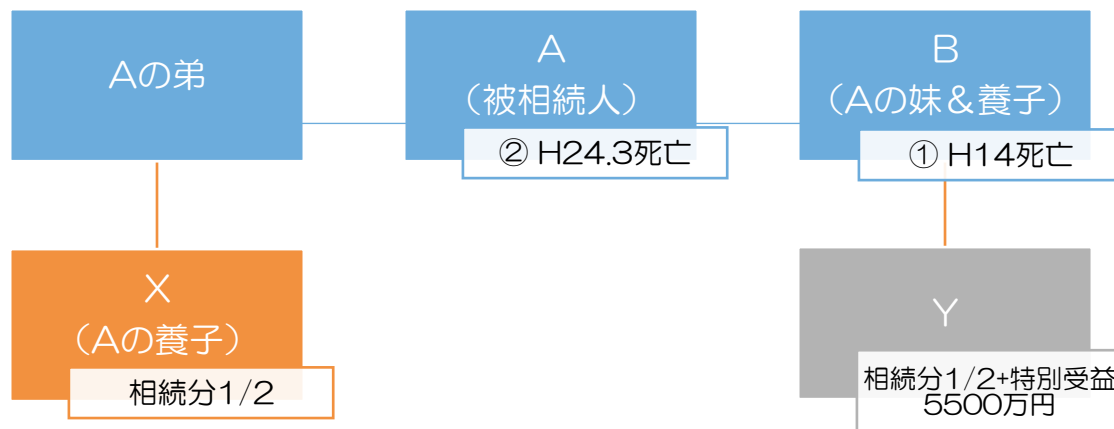 Aの弟
A
(被相続人)
② H24.3死亡
B
(Aの妹&養子)
① H14死亡
X
(Aの養子)
相続分1/2
Y
相続分1/2+特別受益
5500万円